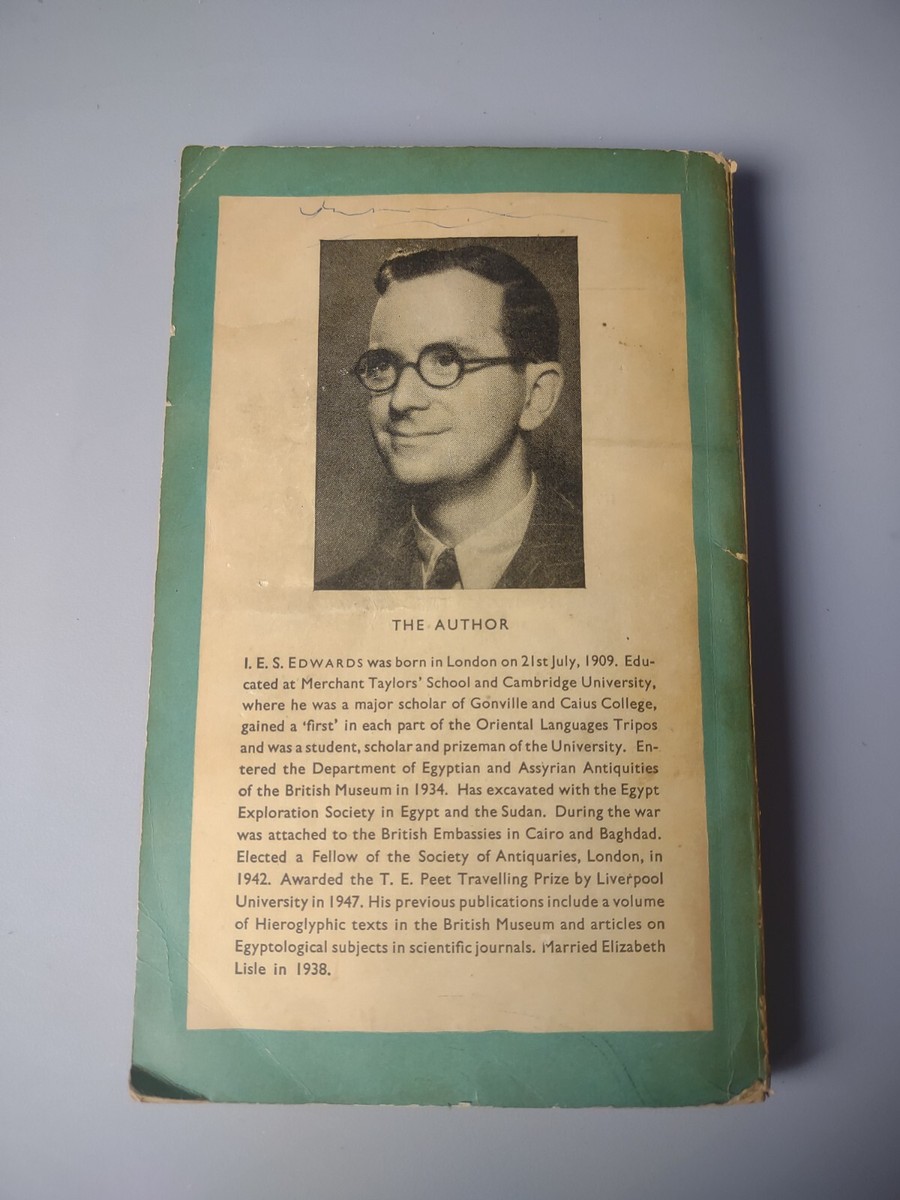 THE AUTHOR
I. E. S. EDWARDS was born in London on 21st July, 1909. Edu-
cated at Merchant Taylors' School and Cambridge University,
where he was a major scholar of Gonville and Caius College,
gained a 'first' in each part of the Oriental Languages Tripos
and was a student, scholar and prizeman of the University. En-
tered the Department of Egyptian and Assyrian Antiquities
of the British Museum in 1934. Has excavated with the Egypt
Exploration Society in Egypt and the Sudan. During the war
was attached to the British Embassies in Cairo and Baghdad.
Elected a Fellow of the Society of Antiquaries, London, in
1942. Awarded the T. E. Peet Travelling Prize by Liverpool
University in 1947. His previous publications include a volume
of Hieroglyphic texts in the British Museum and articles on
Egyptological subjects in scientific journals. Married Elizabeth
Lisle in 1938.